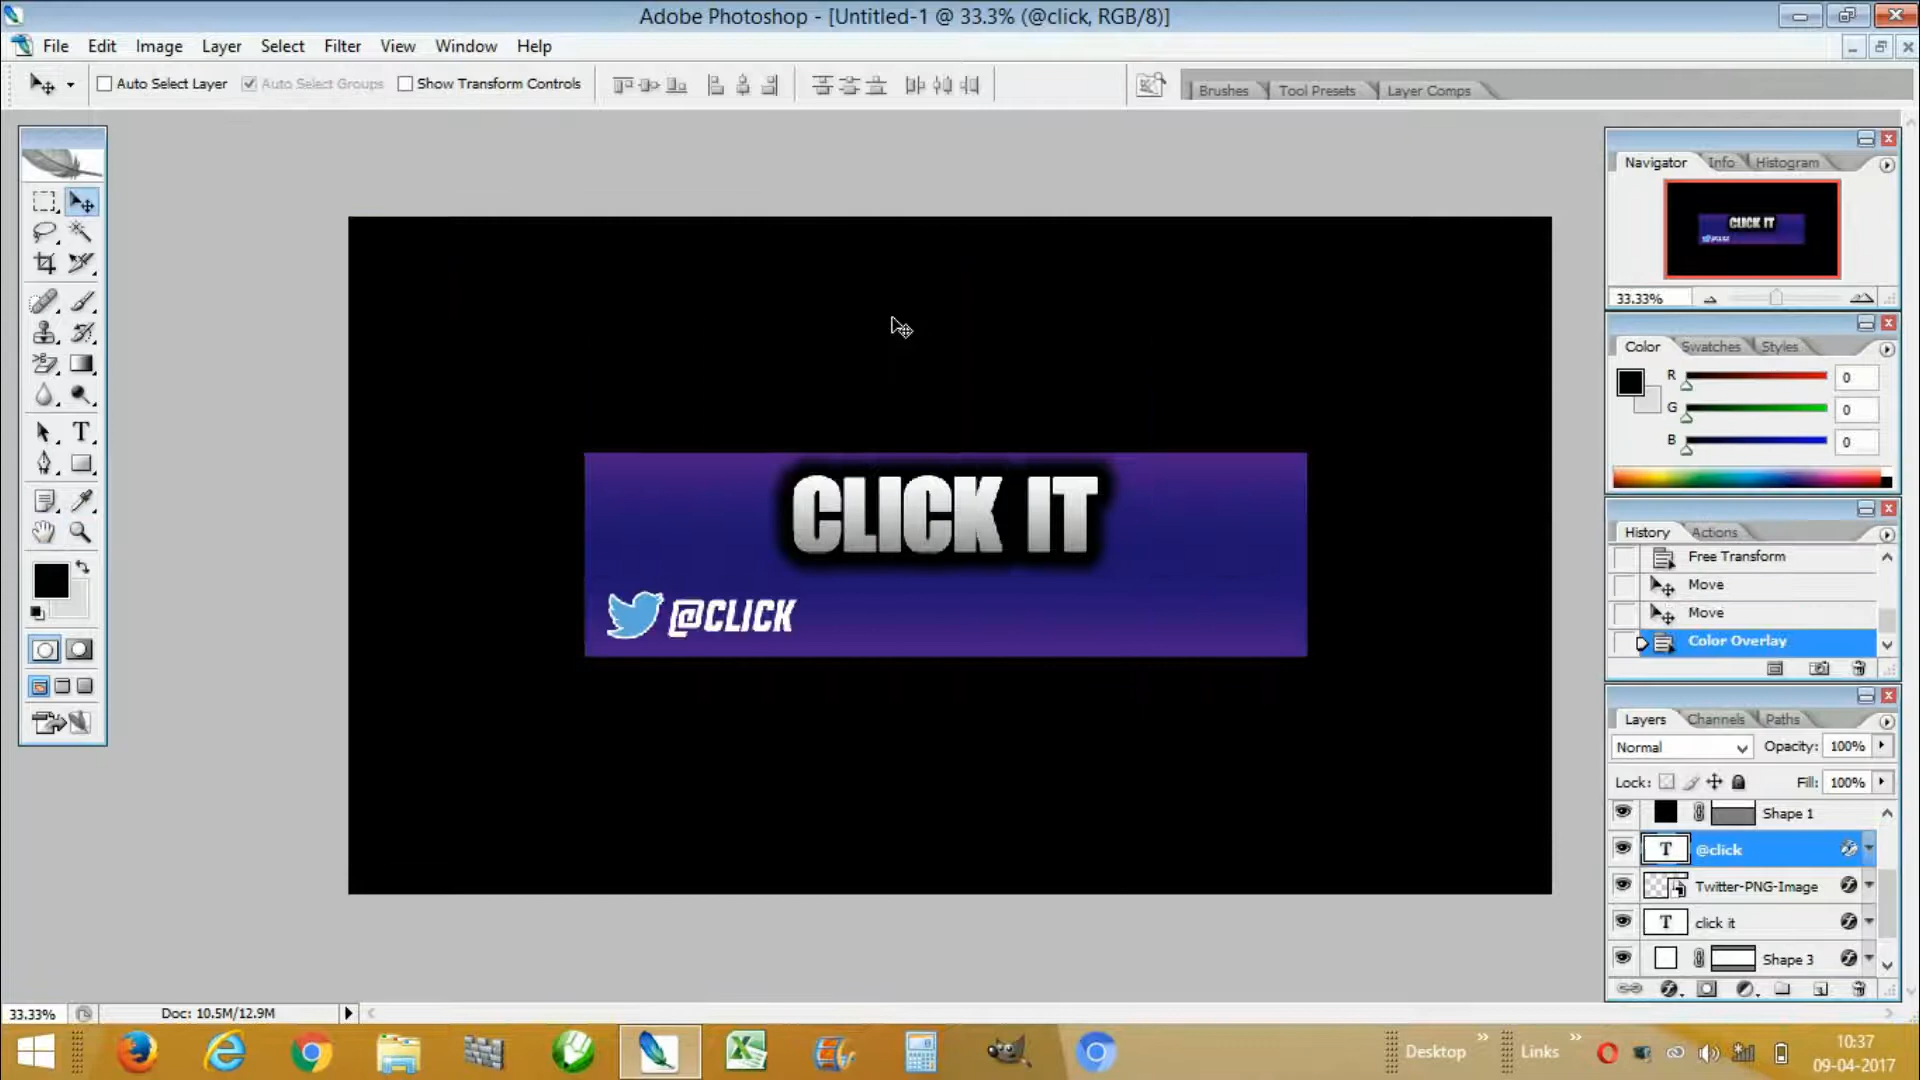 Adobe Photoshop - [Untitled-1 @ 33.3% (@click, RGB/8)]
File Edit Image Layer Select Filter View Window Help
Auto Select Layer Auto Select Groups Show Transform Controls Brushes Tool Presets Layer Comps
Navigator Info Histogram
CLICK IT
@CLICK
33.33%
Color Swatches Styles
R 0
G 0
B 0
CLICK IT
@CLICK
History Actions
Free Transform
Move
Move
Color Overlay
Layers Channels Paths
Normal Opacity: 100%
Lock: Fill: 100%
Shape 1
T @click
Twitter-PNG-Image
T click it
Shape 3
33.33% Doc: 10.5M/12.9M
Desktop Links 10:37
09-04-2017